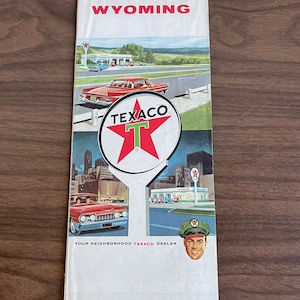 WYOMING
TEXACO
T
YOUR NEIGHBORHOOD TEXACO DEALER